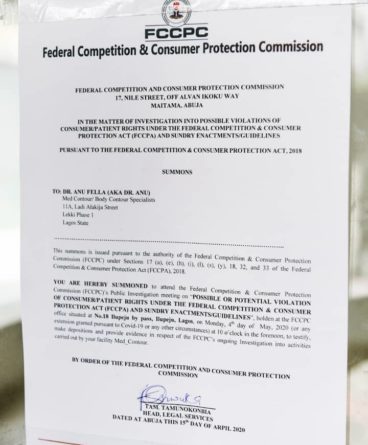 FCCPC
Federal Competition & Consumer Protection Commission
FEDERAL COMPETITION AND CONSUMER PROTECTION COMMISSION
17, NILE STREET, OFF ALVAN IKOKU WAY
MAITAMA, ABUJA
IN THE MATTER OF INVESTIGATION INTO POSSIBLE VIOLATIONS OF
CONSUMER/PATIENT RIGHTS UNDER THE FEDERAL COMPETITION & CONSUMER
PROTECTION ACT (FCCPA) AND SUNDRY ENACTMENTS/GUIDELINES
PURSUANT TO THE FEDERAL COMPETITION & CONSUMER PROTECTION ACT, 2018
SUMMONS
TO: DR. ANU FELLA (AKA DR. ANU)
Med Contour/ Body Contour Specialist
11A, Ladi Alakija Street
Lekki Phase 1
Lagos State
This summons is issued pursuant to the authority of the Federal Competition & Consumer Protection
Commission (FCCPC) under Sections 17 (a), (e), (h), (i), (l), (s), (y), 18, 32, and 33 of the Federal
Competition & Consumer Protection Act (FCCPA), 2018.
YOU ARE HEREBY SUMMONED to attend the Federal Competition & Consumer Protection
Commission (FCCPC)'s Public Investigation meeting on "POSSIBLE OR POTENTIAL VIOLATION
OF CONSUMER/PATIENT RIGHTS UNDER THE FEDERAL COMPETITION & CONSUMER
PROTECTION ACT (FCCPA) AND SUNDRY ENACTMENTS/GUIDELINES", holden at the FCCPC
office situated at No.18 Ilupeju by pass, Ilupeju, Lagos, on Monday, 4th day of May, 2020 (or any
extension granted pursuant to Covid-19 or any other circumstances) at 10 o'clock in the forenoon, to testify,
make depositions and provide evidence in respect of the FCCPC's ongoing Investigation into activities
carried out by your facility Med_Contour.
BY ORDER OF THE FEDERAL COMPETITION AND CONSUMER PROTECTION
COMMISSION
TAM. TAMUNOKONBIA
HEAD, LEGAL SERVICES
DATED AT ABUJA THIS 15th DAY OF ARPIL 2020